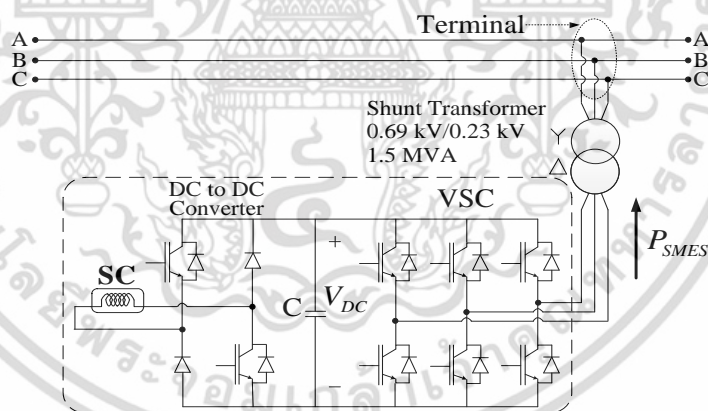 Terminal
A A
B B
C C
Shunt Transformer
0.69 kV/0.23 kV
1.5 MVA
DC to DC
Converter
VSC
SC
+
C V_DC
−
P_SMES